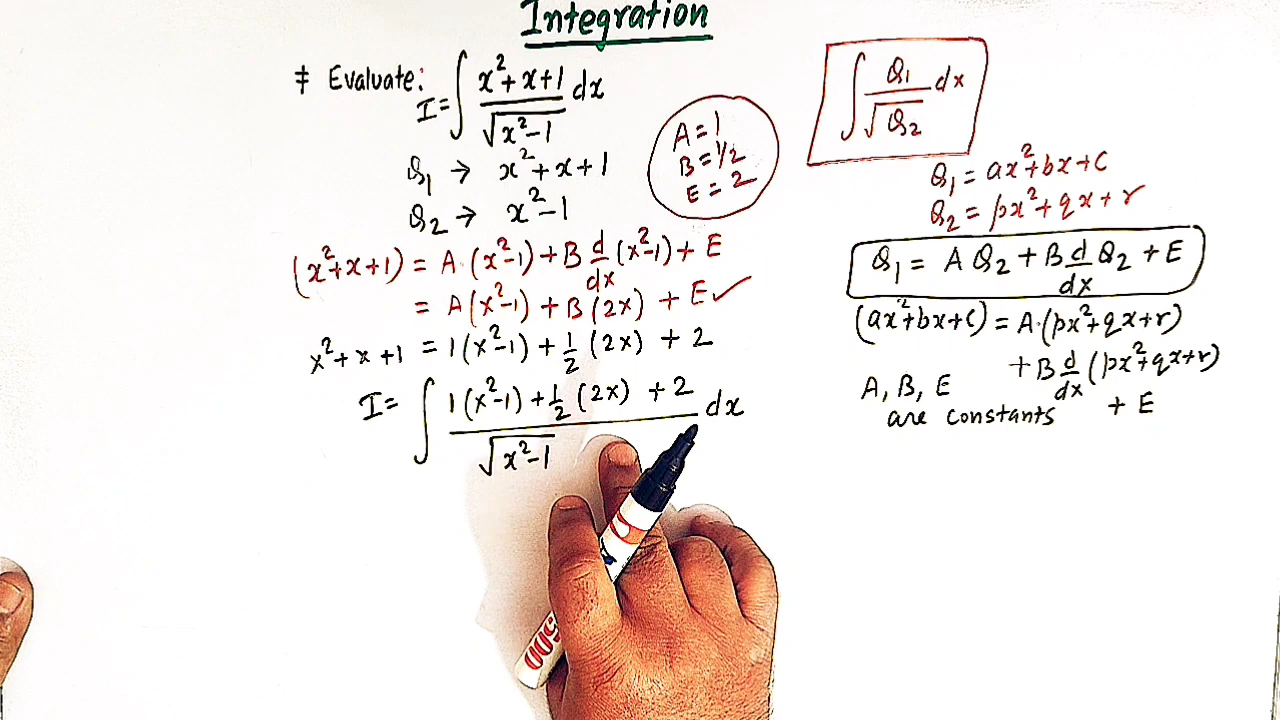 Integration
# Evaluate:
I = ∫ (x²+x+1)/√(x²-1) dx
Q₁ → x²+x+1
Q₂ → x²-1
(x²+x+1) = A·(x²-1) + B d/dx (x²-1) + E
= A(x²-1) + B(2x) + E ✓
x²+x+1 = 1(x²-1) + 1/2 (2x) + 2
I = ∫ (1(x²-1) + 1/2 (2x) + 2)/√(x²-1) dx
A = 1
B = 1/2
E = 2
∫ Q₁/√Q₂ dx
Q₁ = ax²+bx+c
Q₂ = px²+qx+r
Q₁ = A Q₂ + B d/dx Q₂ + E
(ax²+bx+c) = A·(px²+qx+r)
+ B d/dx (px²+qx+r)
+ E
A, B, E
are constants
500